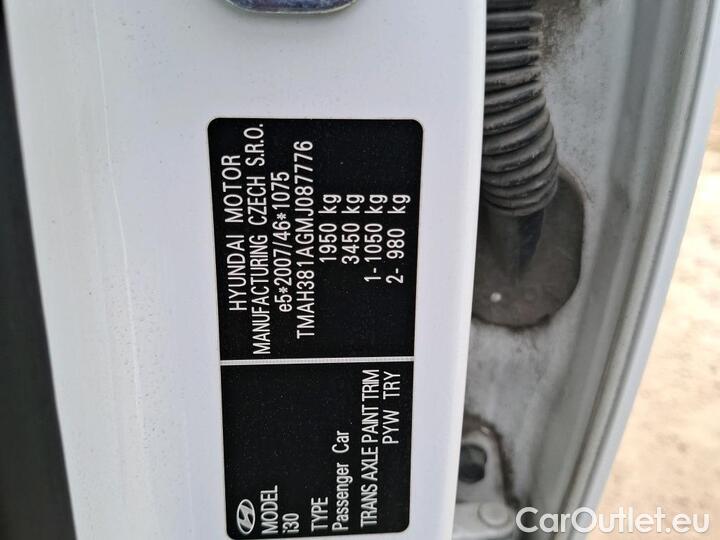 HYUNDAI MOTOR
MANUFACTURING CZECH S.R.O.
e5*2007/46*1075
TMAH381AGMJ087776
1950 kg
3450 kg
1- 1050 kg
2- 980 kg
MODEL
i30
TYPE
Passenger Car
TRANS AXLE PAINT TRIM
PYW TRY
CarOutlet.eu